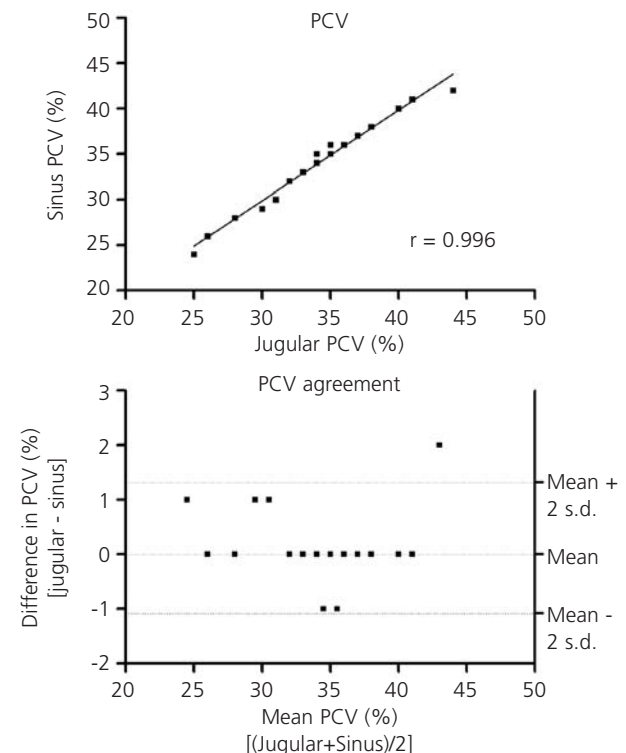 PCV
50
45
40
35
30
25
20
Sinus PCV (%)
r = 0.996
20 25 30 35 40 45 50
Jugular PCV (%)
PCV agreement
3
2
1
0
-1
-2
Difference in PCV (%)
[jugular - sinus]
Mean +
2 s.d.
Mean
Mean -
2 s.d.
20 25 30 35 40 45 50
Mean PCV (%)
[(Jugular+Sinus)/2]